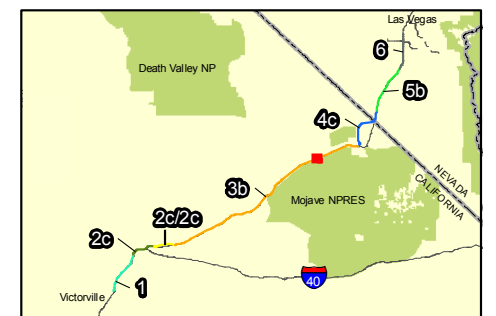 Las Vegas
6
Death Valley NP
5b
4c
NEVADA
CALIFORNIA
3b
Mojave NPRES
2c/2c
2c
40
1
Victorville